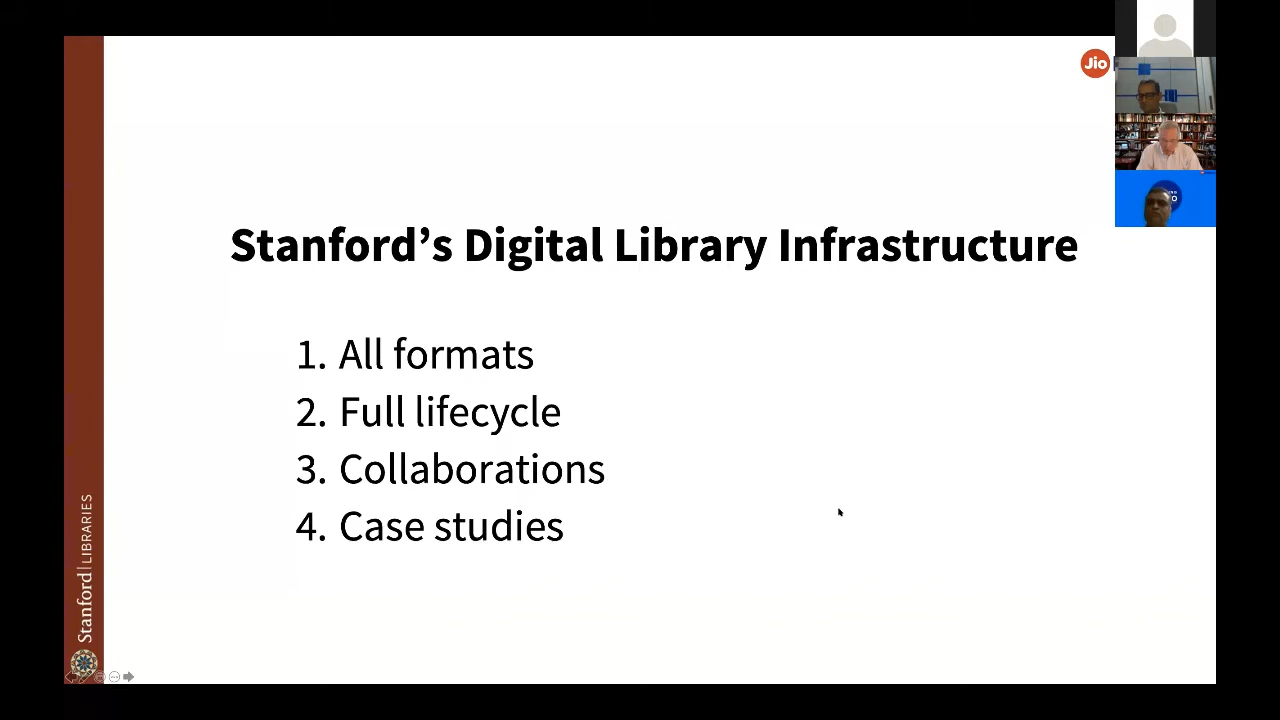 Jio
Stanford’s Digital Library Infrastructure
1. All formats
2. Full lifecycle
3. Collaborations
4. Case studies
Stanford | LIBRARIES